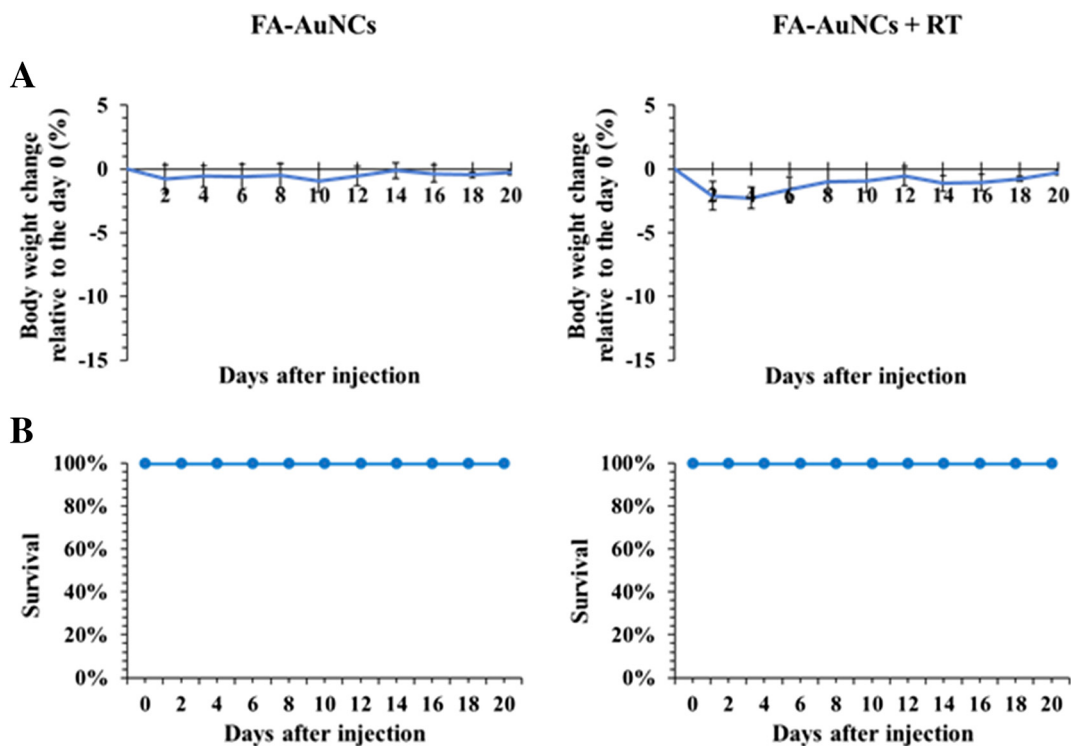 FA-AuNCs
FA-AuNCs + RT
A
Body weight change
relative to the day 0 (%)
5
0
-5
-10
-15
2 4 6 8 10 12 14 16 18 20
Days after injection
Body weight change
relative to the day 0 (%)
5
0
-5
-10
-15
2 4 6 8 10 12 14 16 18 20
Days after injection
B
Survival
100%
80%
60%
40%
20%
0%
0 2 4 6 8 10 12 14 16 18 20
Days after injection
Survival
100%
80%
60%
40%
20%
0%
0 2 4 6 8 10 12 14 16 18 20
Days after injection